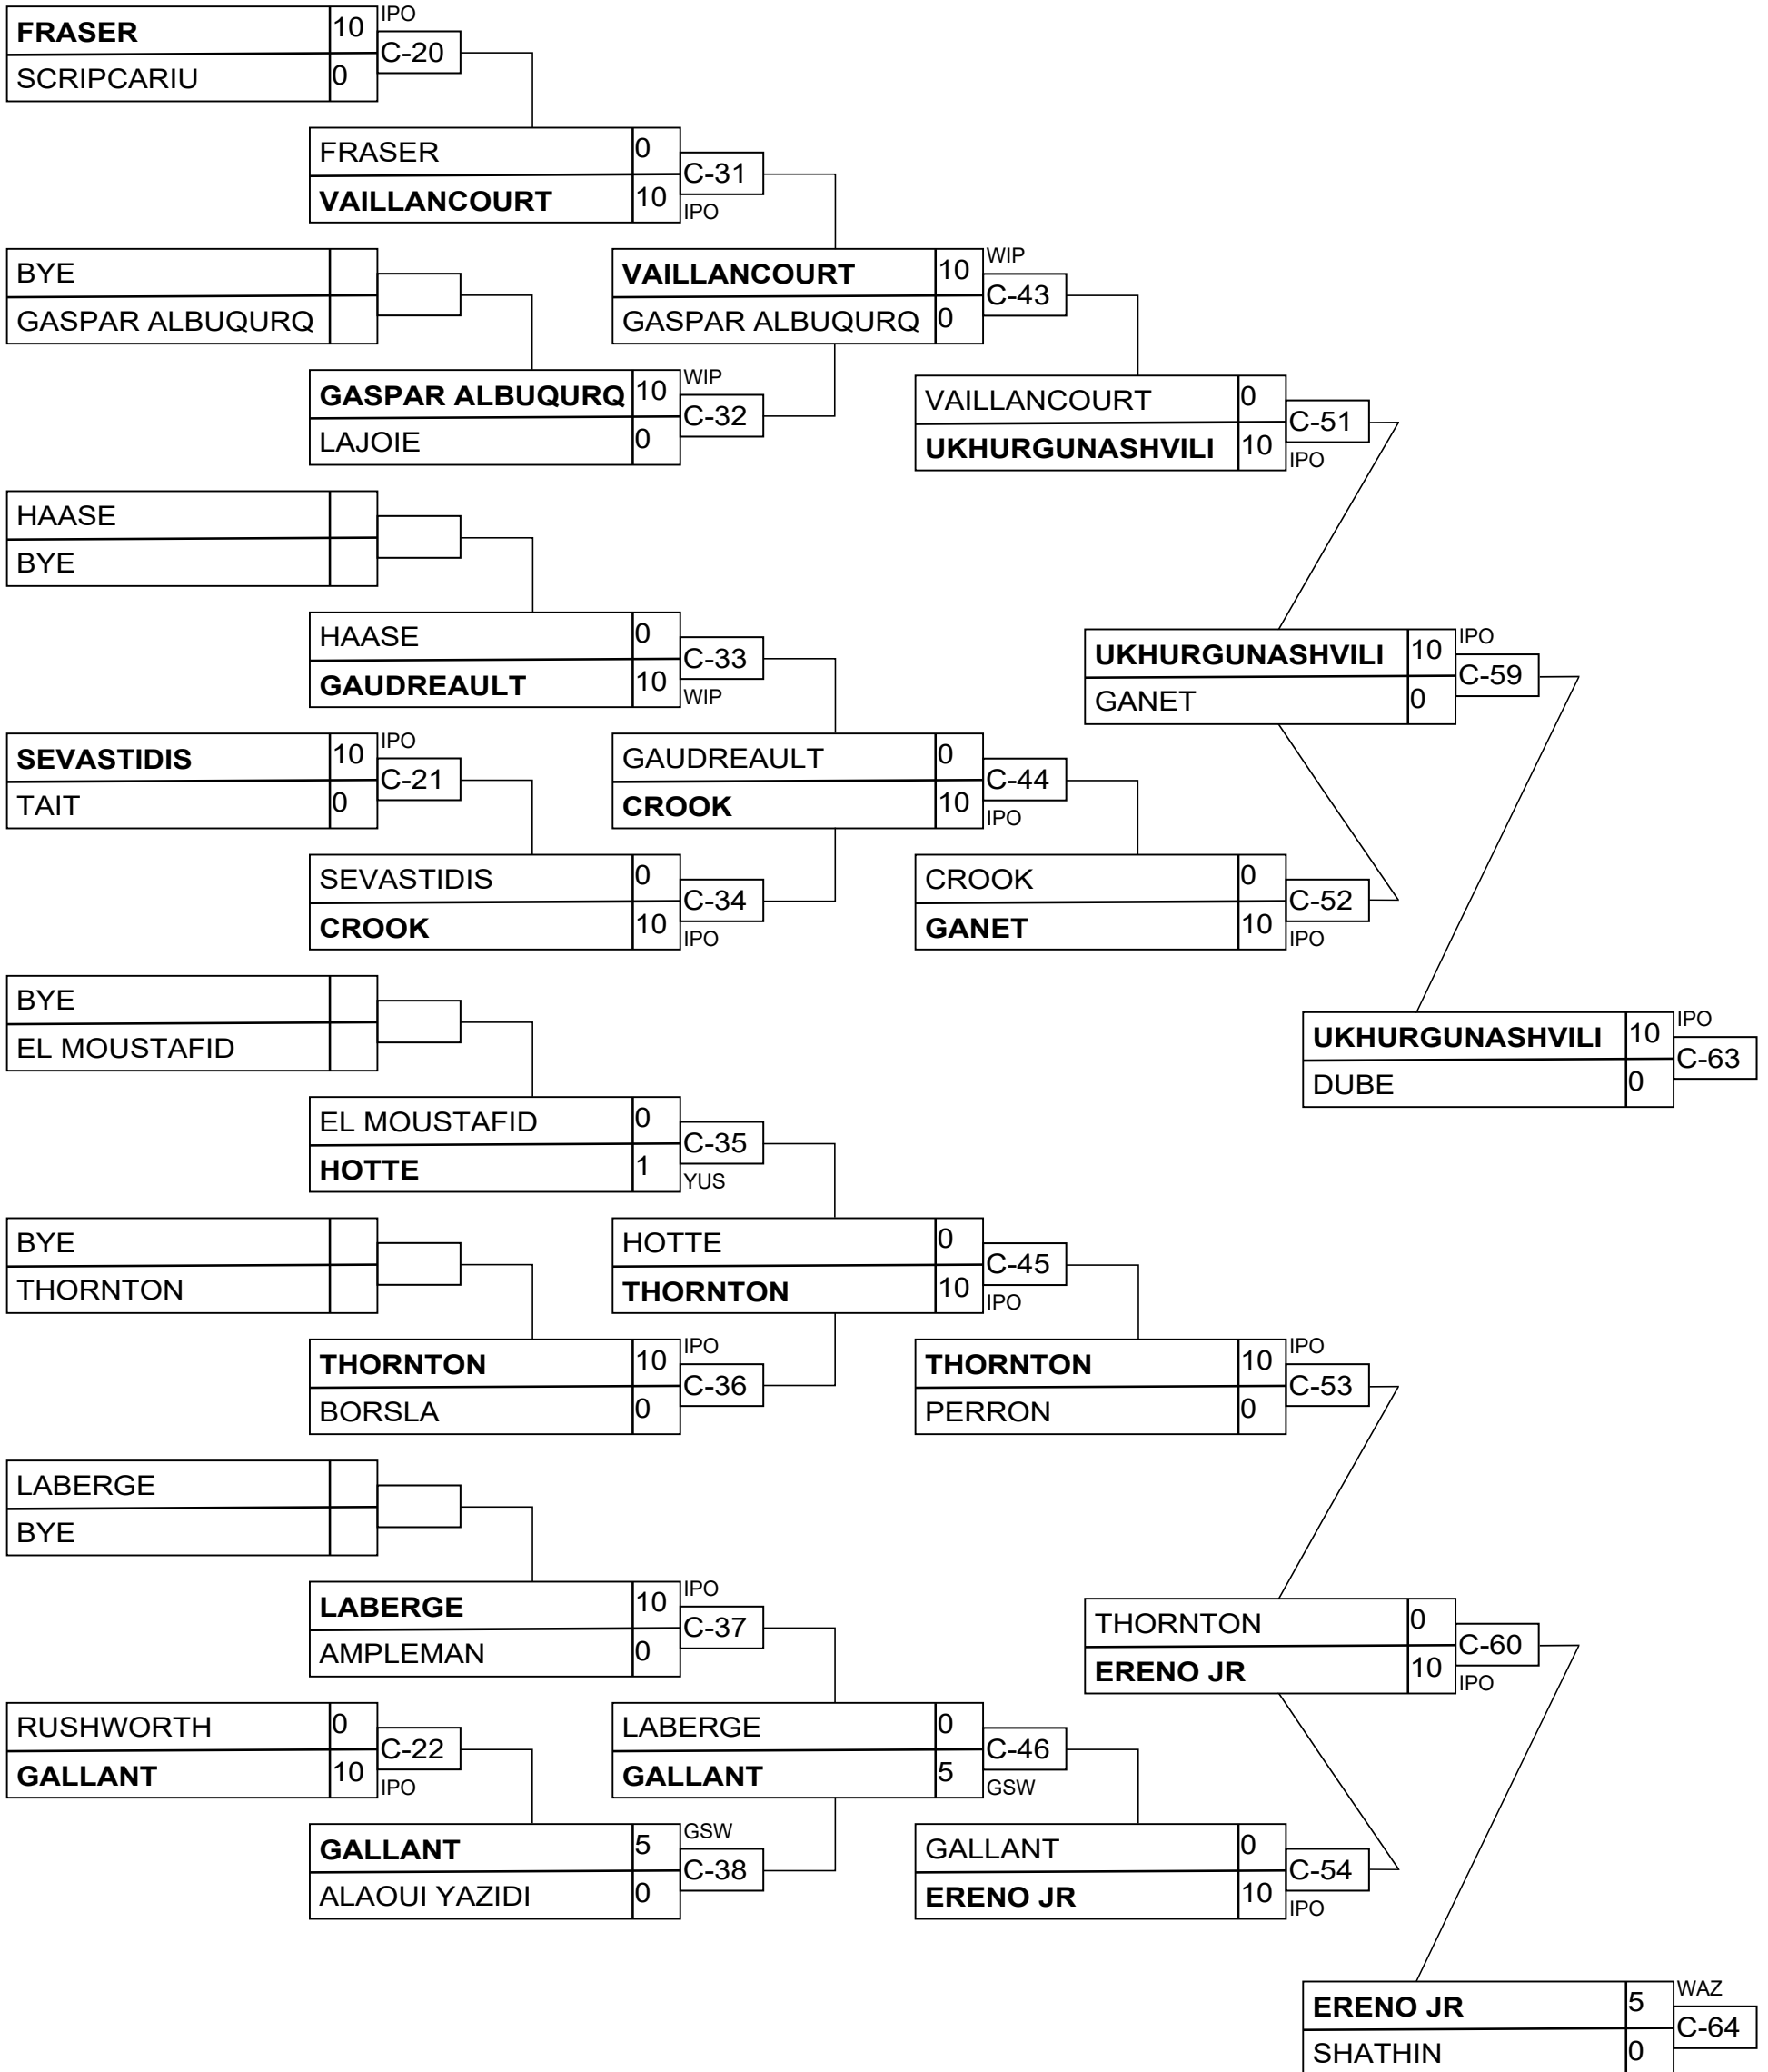 FRASER 10 IPO
C-20
SCRIPCARIU 0
FRASER 0
C-31
VAILLANCOURT 10 IPO
BYE
GASPAR ALBUQURQ
VAILLANCOURT 10 WIP
C-43
GASPAR ALBUQURQ 0
GASPAR ALBUQURQ 10 WIP
C-32
LAJOIE 0
VAILLANCOURT 0
C-51
UKHURGUNASHVILI 10 IPO
HAASE
BYE
HAASE 0
C-33
GAUDREAULT 10 WIP
UKHURGUNASHVILI 10 IPO
C-59
GANET 0
SEVASTIDIS 10 IPO
C-21
TAIT 0
GAUDREAULT 0
C-44
CROOK 10 IPO
SEVASTIDIS 0
C-34
CROOK 10 IPO
CROOK 0
C-52
GANET 10 IPO
BYE
EL MOUSTAFID
UKHURGUNASHVILI 10 IPO
C-63
DUBE 0
EL MOUSTAFID 0
C-35
HOTTE 1 YUS
BYE
THORNTON
HOTTE 0
C-45
THORNTON 10 IPO
THORNTON 10 IPO
C-36
BORSLA 0
THORNTON 10 IPO
C-53
PERRON 0
LABERGE
BYE
LABERGE 10 IPO
C-37
AMPLEMAN 0
THORNTON 0
C-60
ERENO JR 10 IPO
RUSHWORTH 0
C-22
GALLANT 10 IPO
LABERGE 0
C-46
GALLANT 5 GSW
GALLANT 5 GSW
C-38
ALAOUI YAZIDI 0
GALLANT 0
C-54
ERENO JR 10 IPO
ERENO JR 5 WAZ
C-64
SHATHIN 0